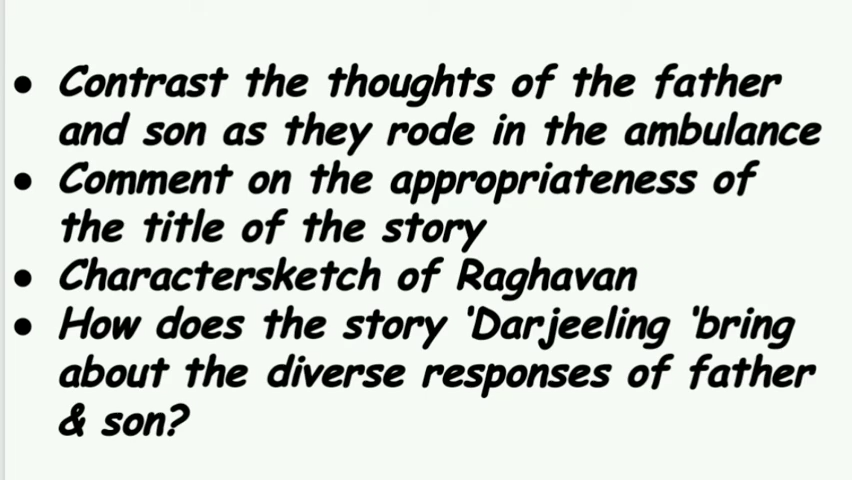 • Contrast the thoughts of the father
and son as they rode in the ambulance
• Comment on the appropriateness of
the title of the story
• Charactersketch of Raghavan
• How does the story 'Darjeeling 'bring
about the diverse responses of father
& son?